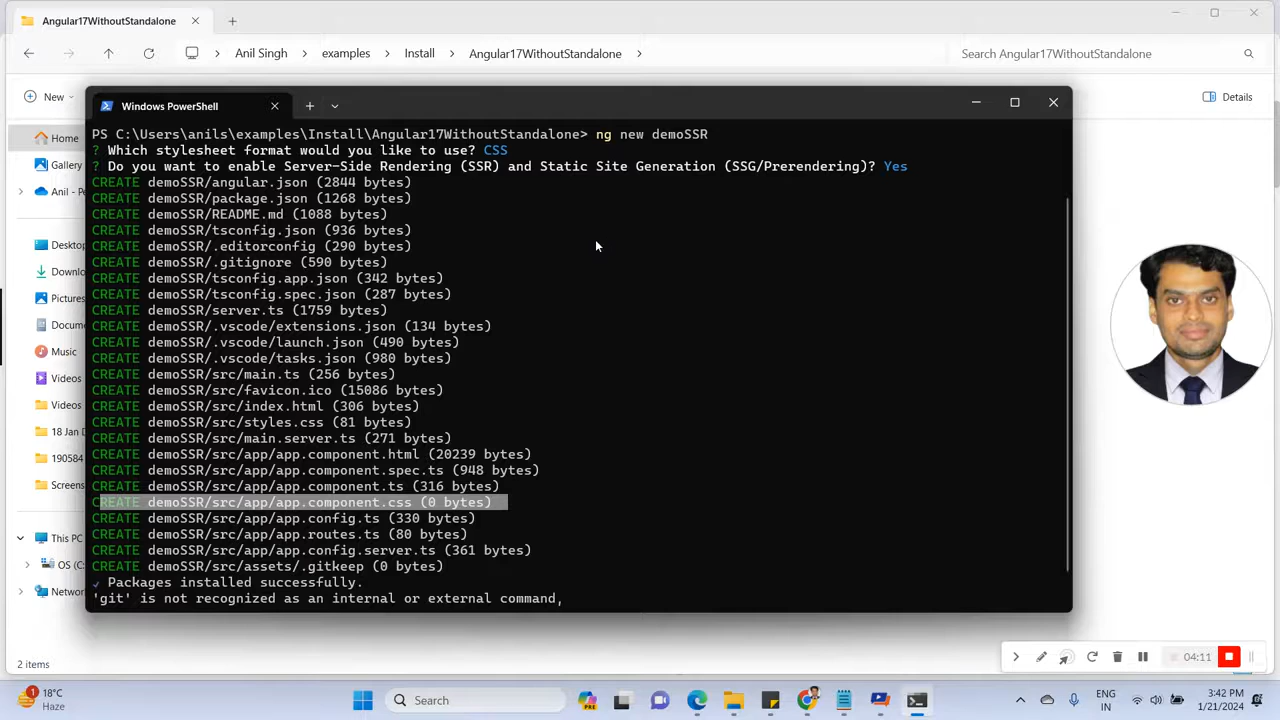 Angular17WithoutStandalone
Anil Singh > examples > Install > Angular17WithoutStandalone >
Search Angular17WithoutStandalone
New
Details
Home
Gallery
Anil - Pe
Desktop
Downlo
Pictures
Docume
Music
Videos
Videos
18 Jan D
190584
Screens
This PC
OS (C:
Networ
2 items
Windows PowerShell
PS C:\Users\anils\examples\Install\Angular17WithoutStandalone> ng new demoSSR
? Which stylesheet format would you like to use? CSS
? Do you want to enable Server-Side Rendering (SSR) and Static Site Generation (SSG/Prerendering)? Yes
CREATE demoSSR/angular.json (2844 bytes)
CREATE demoSSR/package.json (1268 bytes)
CREATE demoSSR/README.md (1088 bytes)
CREATE demoSSR/tsconfig.json (936 bytes)
CREATE demoSSR/.editorconfig (290 bytes)
CREATE demoSSR/.gitignore (590 bytes)
CREATE demoSSR/tsconfig.app.json (342 bytes)
CREATE demoSSR/tsconfig.spec.json (287 bytes)
CREATE demoSSR/server.ts (1759 bytes)
CREATE demoSSR/.vscode/extensions.json (134 bytes)
CREATE demoSSR/.vscode/launch.json (490 bytes)
CREATE demoSSR/.vscode/tasks.json (980 bytes)
CREATE demoSSR/src/main.ts (256 bytes)
CREATE demoSSR/src/favicon.ico (15086 bytes)
CREATE demoSSR/src/index.html (306 bytes)
CREATE demoSSR/src/styles.css (81 bytes)
CREATE demoSSR/src/main.server.ts (271 bytes)
CREATE demoSSR/src/app/app.component.html (20239 bytes)
CREATE demoSSR/src/app/app.component.spec.ts (948 bytes)
CREATE demoSSR/src/app/app.component.ts (316 bytes)
CREATE demoSSR/src/app/app.component.css (0 bytes)
CREATE demoSSR/src/app/app.config.ts (330 bytes)
CREATE demoSSR/src/app/app.routes.ts (80 bytes)
CREATE demoSSR/src/app/app.config.server.ts (361 bytes)
CREATE demoSSR/src/assets/.gitkeep (0 bytes)
✓ Packages installed successfully.
'git' is not recognized as an internal or external command,
04:11
1
18°C
Haze
Search
ENG
IN
3:42 PM
1/21/2024